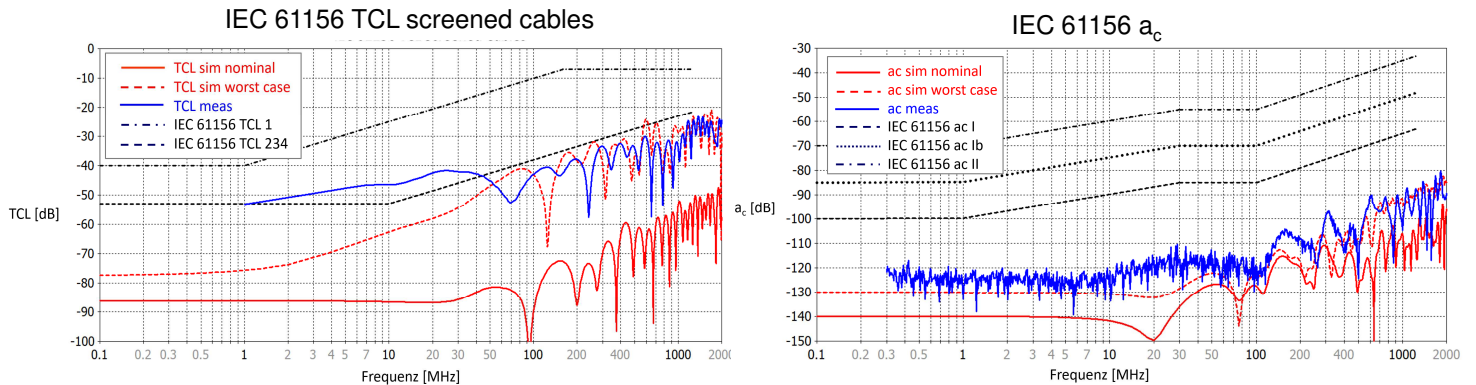 IEC 61156 TCL screened cables
0
-10
-20
-30
-40
-50
-60
-70
-80
-90
-100
TCL [dB]
TCL sim nominal
TCL sim worst case
TCL meas
IEC 61156 TCL 1
IEC 61156 TCL 234
0.1 0.2 0.3 0.5 1 2 3 4 5 10 20 30 50 100 200 400 1000 2000
Frequenz [MHz]
IEC 61156 ac
-30
-40
-50
-60
-70
-80
-90
-100
-110
-120
-130
-140
-150
ac [dB]
ac sim nominal
ac sim worst case
ac meas
IEC 61156 ac I
IEC 61156 ac Ib
IEC 61156 ac II
0.1 0.2 0.3 0.5 1 2 3 4 5 10 20 30 50 100 200 400 1000 2000
Frequenz [MHz]